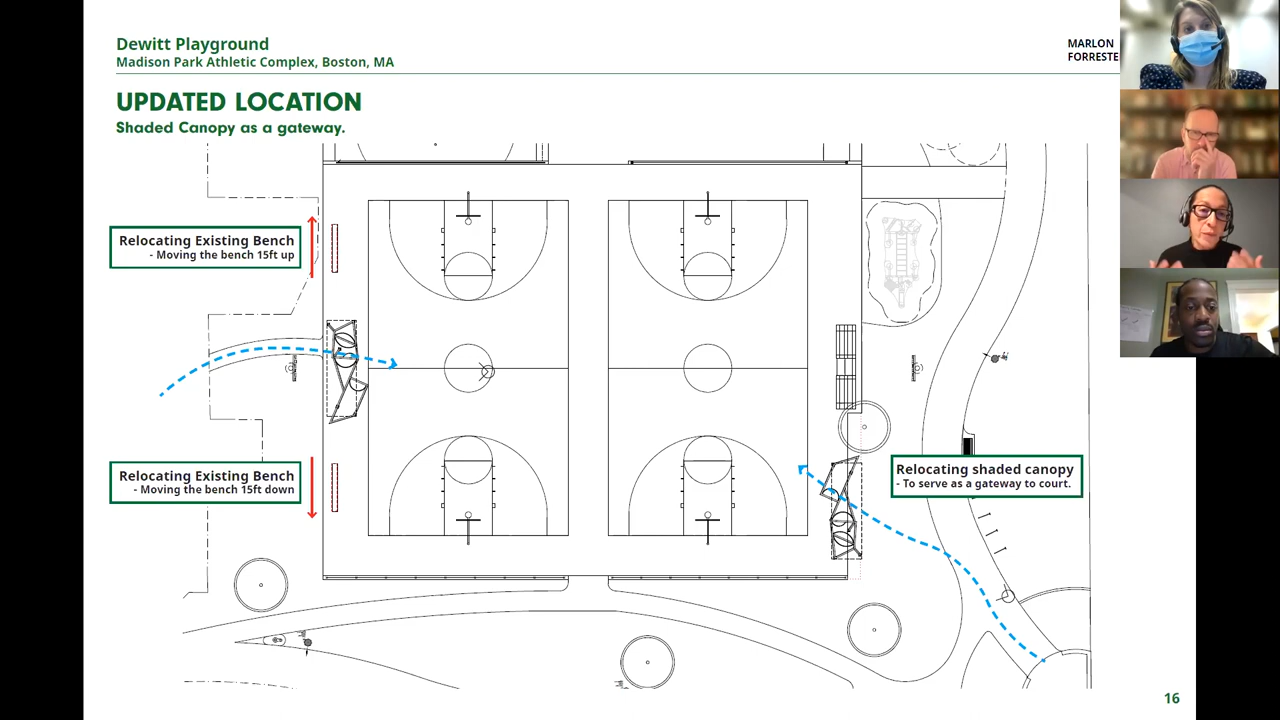 Dewitt Playground
Madison Park Athletic Complex, Boston, MA
MARLON
FORRESTE
UPDATED LOCATION
Shaded Canopy as a gateway.
Relocating Existing Bench
- Moving the bench 15ft up
Relocating Existing Bench
- Moving the bench 15ft down
Relocating shaded canopy
- To serve as a gateway to court.
16